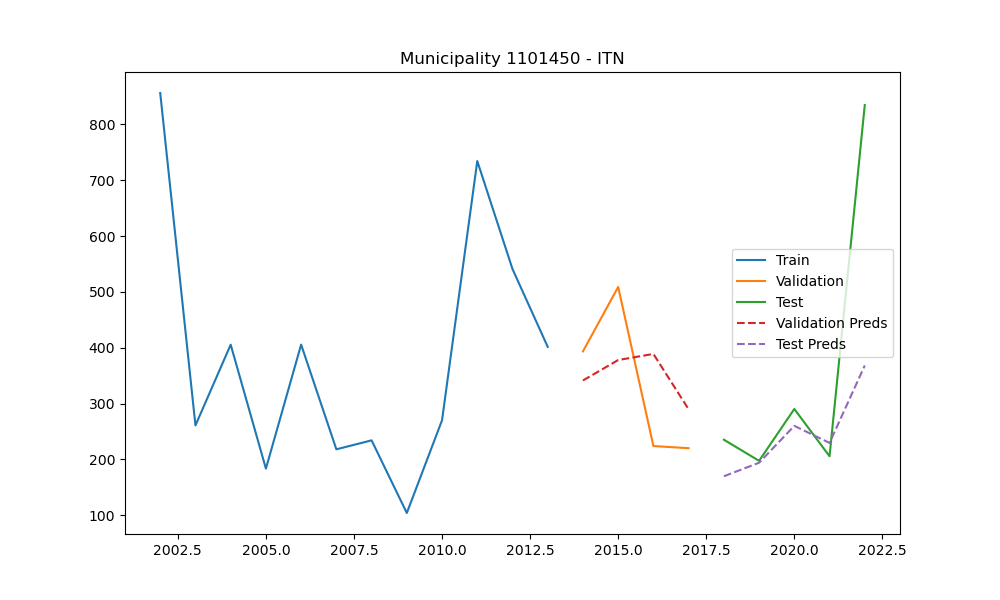 Municipality 1101450 - ITN
800
700
600
500
400
300
200
100
2002.5 2005.0 2007.5 2010.0 2012.5 2015.0 2017.5 2020.0 2022.5
Train
Validation
Test
Validation Preds
Test Preds